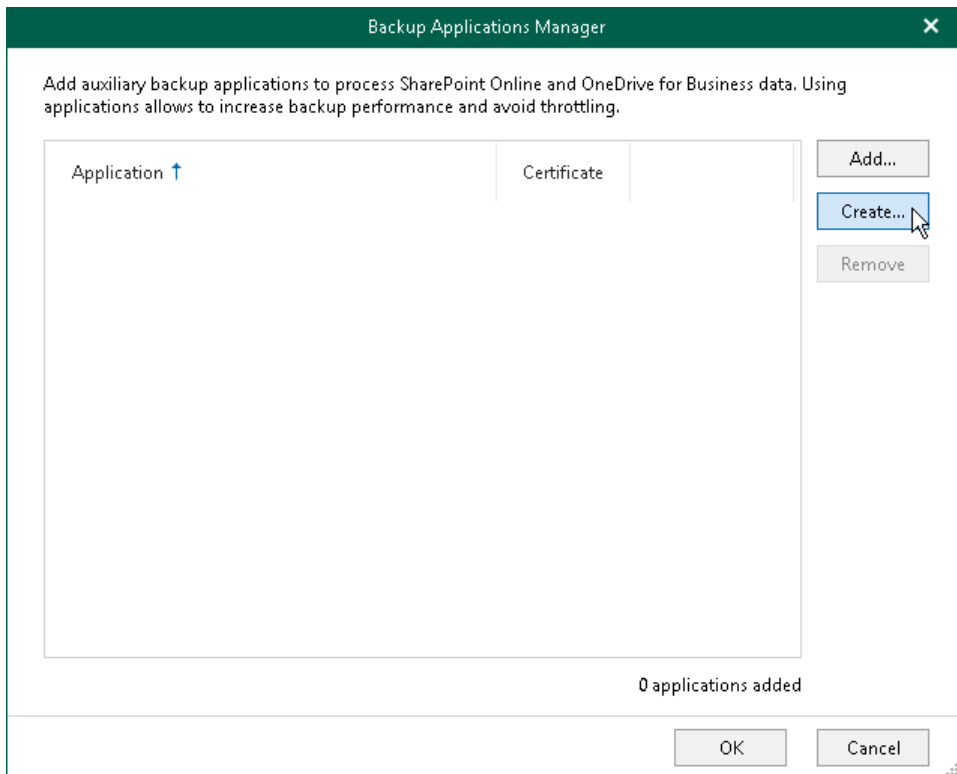 Backup Applications Manager
Add auxiliary backup applications to process SharePoint Online and OneDrive for Business data. Using
applications allows to increase backup performance and avoid throttling.
Application
Certificate
Add...
Create...
Remove
0 applications added
OK
Cancel